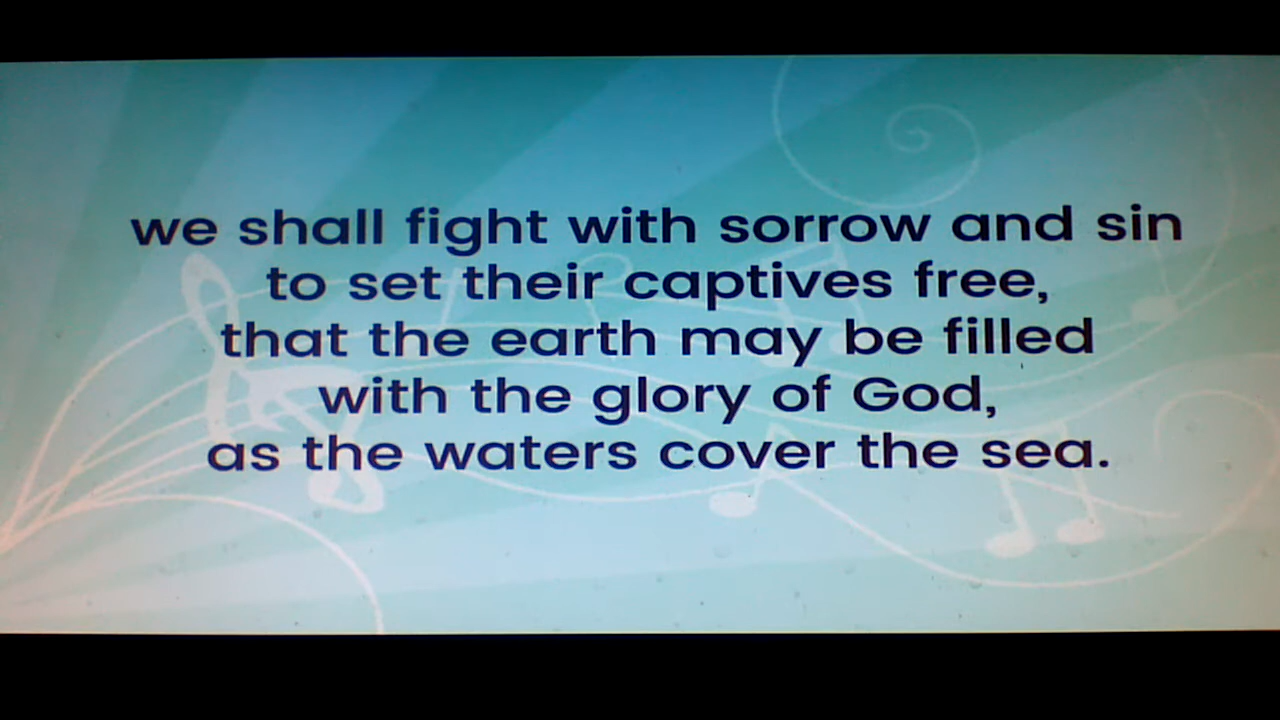 we shall fight with sorrow and sin
to set their captives free,
that the earth may be filled
with the glory of God,
as the waters cover the sea.